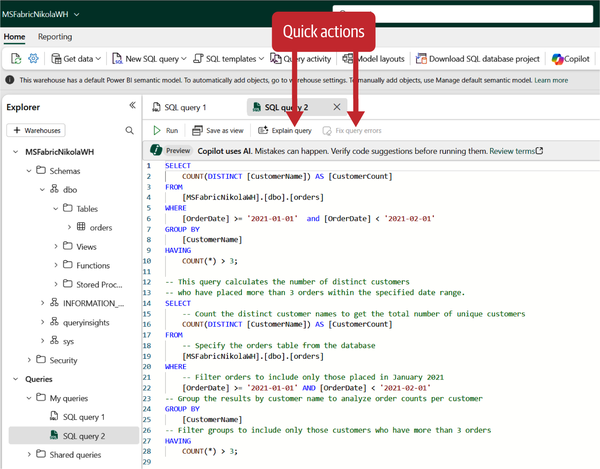 MSFabricNikolaWH
Quick actions
Home Reporting
Get data New SQL query SQL templates Query activity Model layouts Download SQL database project Copilot
This warehouse has a default Power BI semantic model. To automatically add objects, go to warehouse settings. To manually add objects, use Manage default semantic model. Learn more
Explorer
+ Warehouses
MSFabricNikolaWH
Schemas
dbo
Tables
orders
Views
Functions
Stored Proc...
INFORMATION_...
queryinsights
sys
Security
Queries
My queries
SQL query 1
SQL query 2
Shared queries
SQL query 1 SQL query 2
Run Save as view Explain query Fix query errors
Preview Copilot uses AI. Mistakes can happen. Verify code suggestions before running them. Review terms
1 SELECT
2 COUNT(DISTINCT [CustomerName]) AS [CustomerCount]
3 FROM
4 [MSFabricNikolaWH].[dbo].[orders]
5 WHERE
6 [OrderDate] >= '2021-01-01' and [OrderDate] < '2021-02-01'
7 GROUP BY
8 [CustomerName]
9 HAVING
10 COUNT(*) > 3;
11
12 -- This query calculates the number of distinct customers
13 -- who have placed more than 3 orders within the specified date range.
14 SELECT
15 -- Count the distinct customer names to get the total number of unique customers
16 COUNT(DISTINCT [CustomerName]) AS [CustomerCount]
17 FROM
18 -- Specify the orders table from the database
19 [MSFabricNikolaWH].[dbo].[orders]
20 WHERE
21 -- Filter orders to include only those placed in January 2021
22 [OrderDate] >= '2021-01-01' AND [OrderDate] < '2021-02-01'
23 -- Group the results by customer name to analyze order counts per customer
24 GROUP BY
25 [CustomerName]
26 -- Filter groups to include only those customers who have more than 3 orders
27 HAVING
28 COUNT(*) > 3;
29